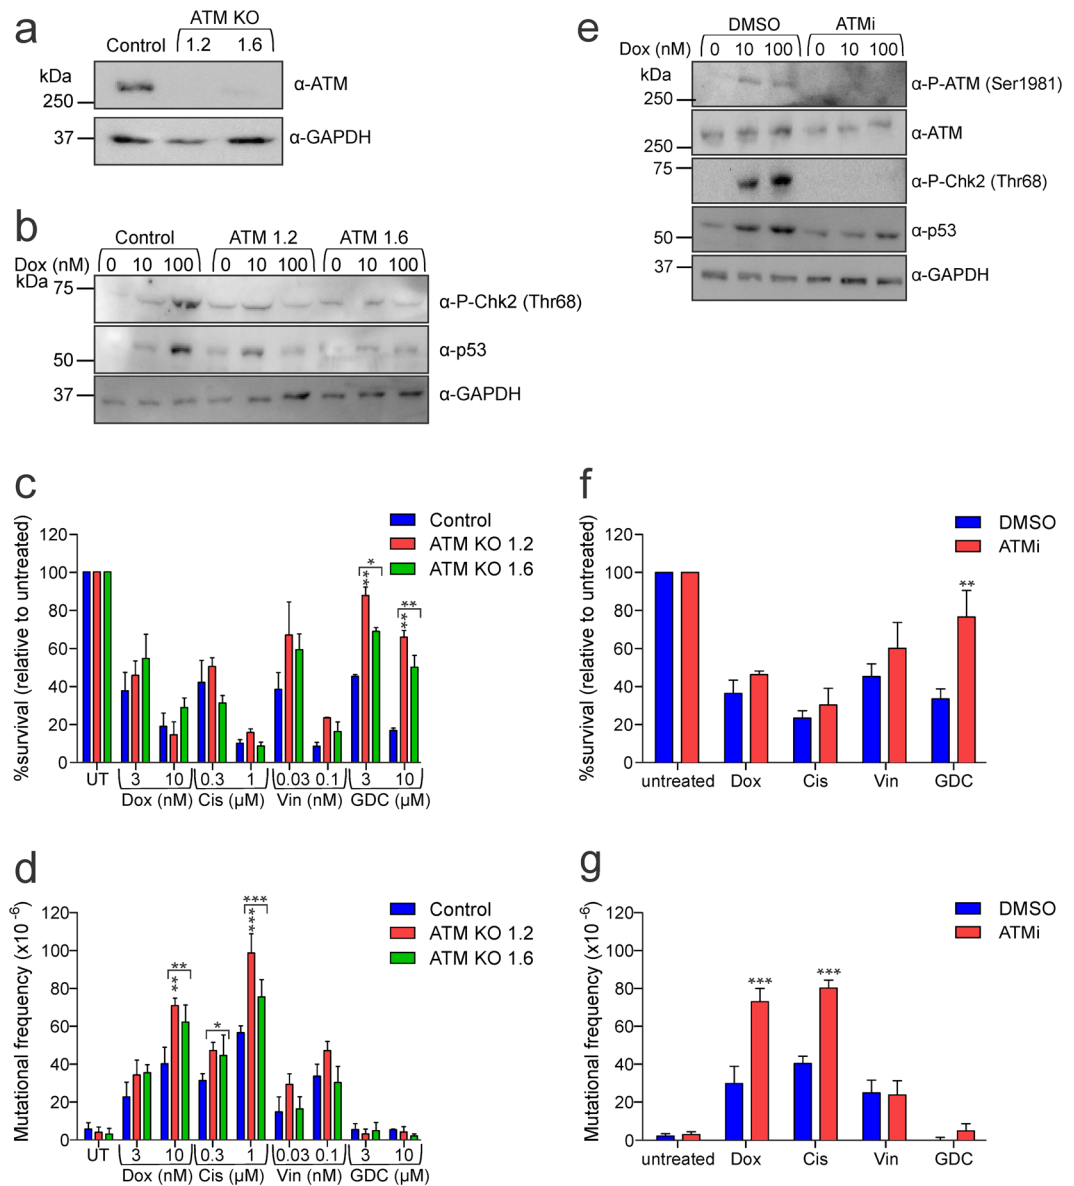 a
ATM KO
Control 1.2 1.6
kDa
250
α-ATM
37
α-GAPDH
b
Control ATM 1.2 ATM 1.6
Dox (nM) 0 10 100 0 10 100 0 10 100
kDa
75
α-P-Chk2 (Thr68)
50
α-p53
37
α-GAPDH
c
%survival (relative to untreated)
120
100
80
60
40
20
0
Control
ATM KO 1.2
ATM KO 1.6
*
**
**
***
UT 3 10 0.3 1 0.03 0.1 3 10
Dox (nM) Cis (μM) Vin (nM) GDC (μM)
d
Mutational frequency (x10⁻⁶)
120
100
80
60
40
20
0
Control
ATM KO 1.2
ATM KO 1.6
**
**
*
***
***
UT 3 10 0.3 1 0.03 0.1 3 10
Dox (nM) Cis (μM) Vin (nM) GDC (μM)
e
DMSO ATMi
Dox (nM) 0 10 100 0 10 100
kDa
250
α-P-ATM (Ser1981)
α-ATM
250
75
α-P-Chk2 (Thr68)
50
α-p53
37
α-GAPDH
f
%survival (relative to untreated)
120
100
80
60
40
20
0
DMSO
ATMi
**
untreated Dox Cis Vin GDC
g
Mutational frequency (x10⁻⁶)
120
100
80
60
40
20
0
DMSO
ATMi
***
***
untreated Dox Cis Vin GDC